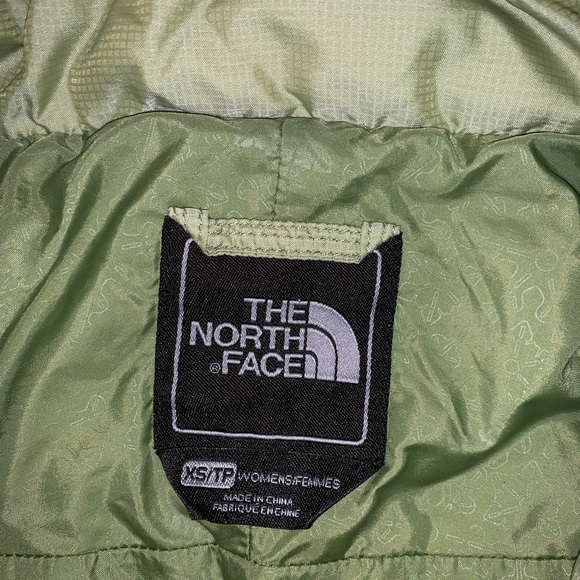 THE
NORTH
® FACE
XS/TP WOMENS/FEMMES
MADE IN CHINA
FABRIQUÉ EN CHINE